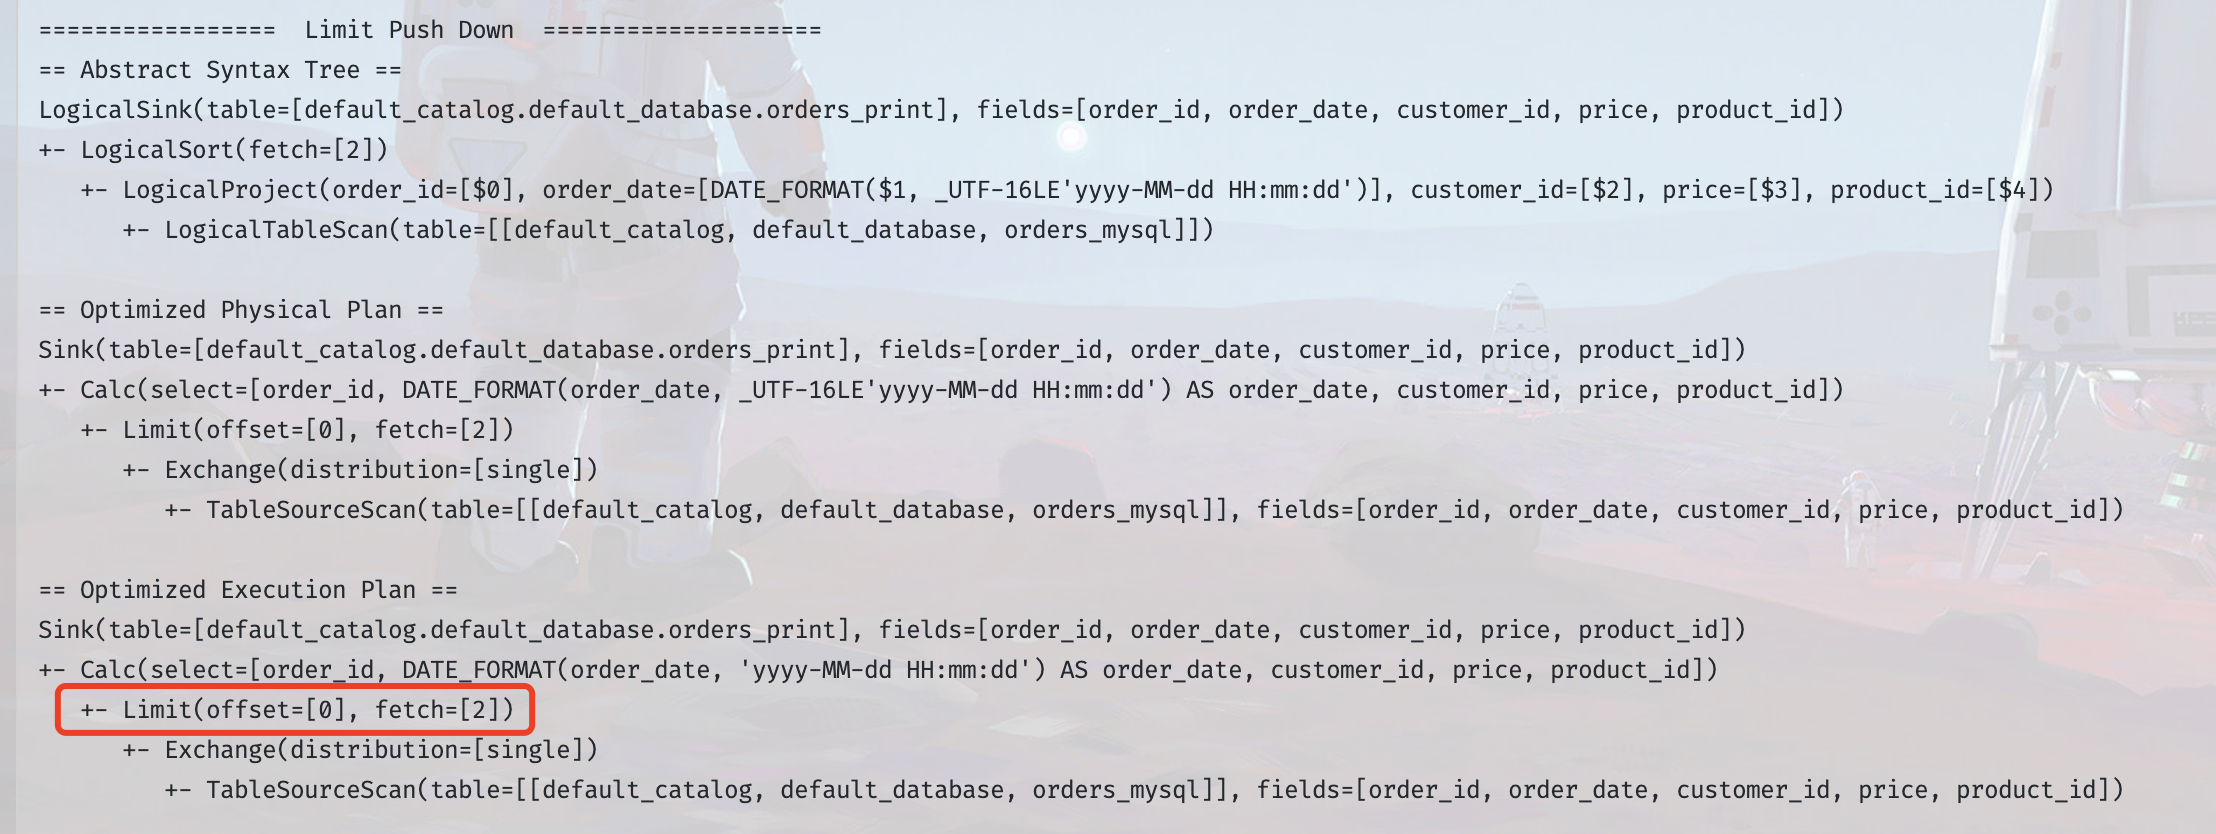 =================  Limit Push Down  ====================
== Abstract Syntax Tree ==
LogicalSink(table=[default_catalog.default_database.orders_print], fields=[order_id, order_date, customer_id, price, product_id])
+- LogicalSort(fetch=[2])
   +- LogicalProject(order_id=[$0], order_date=[DATE_FORMAT($1, _UTF-16LE'yyyy-MM-dd HH:mm:dd')], customer_id=[$2], price=[$3], product_id=[$4])
      +- LogicalTableScan(table=[[default_catalog, default_database, orders_mysql]])

== Optimized Physical Plan ==
Sink(table=[default_catalog.default_database.orders_print], fields=[order_id, order_date, customer_id, price, product_id])
+- Calc(select=[order_id, DATE_FORMAT(order_date, _UTF-16LE'yyyy-MM-dd HH:mm:dd') AS order_date, customer_id, price, product_id])
   +- Limit(offset=[0], fetch=[2])
      +- Exchange(distribution=[single])
         +- TableSourceScan(table=[[default_catalog, default_database, orders_mysql]], fields=[order_id, order_date, customer_id, price, product_id])

== Optimized Execution Plan ==
Sink(table=[default_catalog.default_database.orders_print], fields=[order_id, order_date, customer_id, price, product_id])
+- Calc(select=[order_id, DATE_FORMAT(order_date, 'yyyy-MM-dd HH:mm:dd') AS order_date, customer_id, price, product_id])
   +- Limit(offset=[0], fetch=[2])
      +- Exchange(distribution=[single])
         +- TableSourceScan(table=[[default_catalog, default_database, orders_mysql]], fields=[order_id, order_date, customer_id, price, product_id])